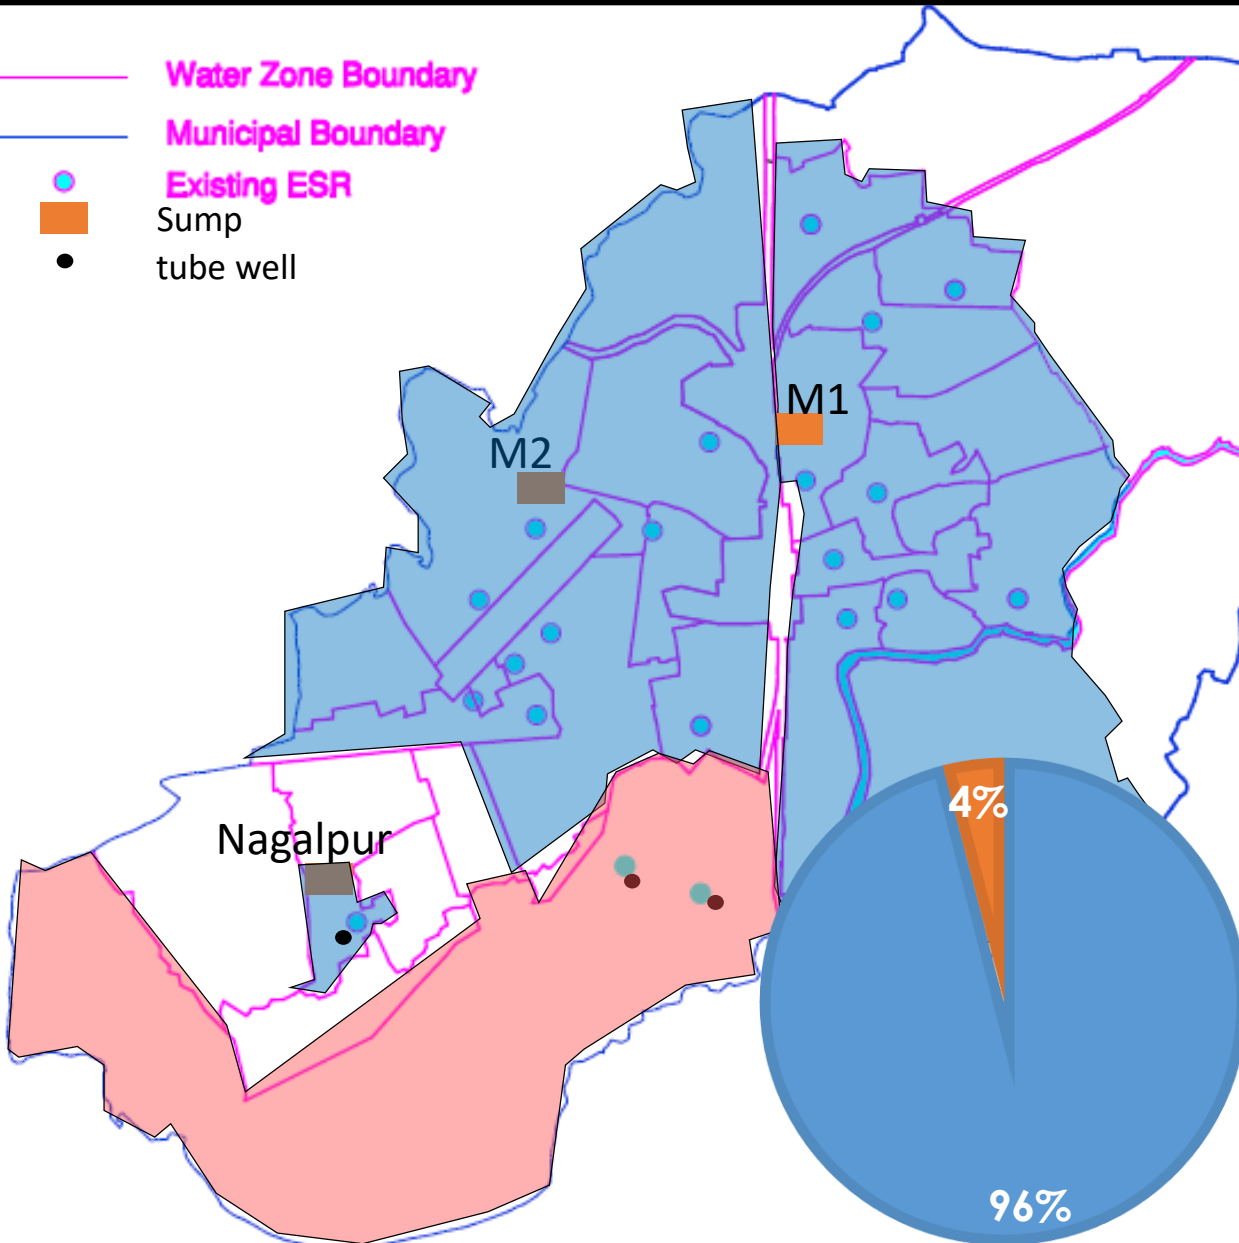 Water Zone Boundary
Municipal Boundary
Existing ESR
Sump
tube well
M1
M2
Nagalpur
4%
96%